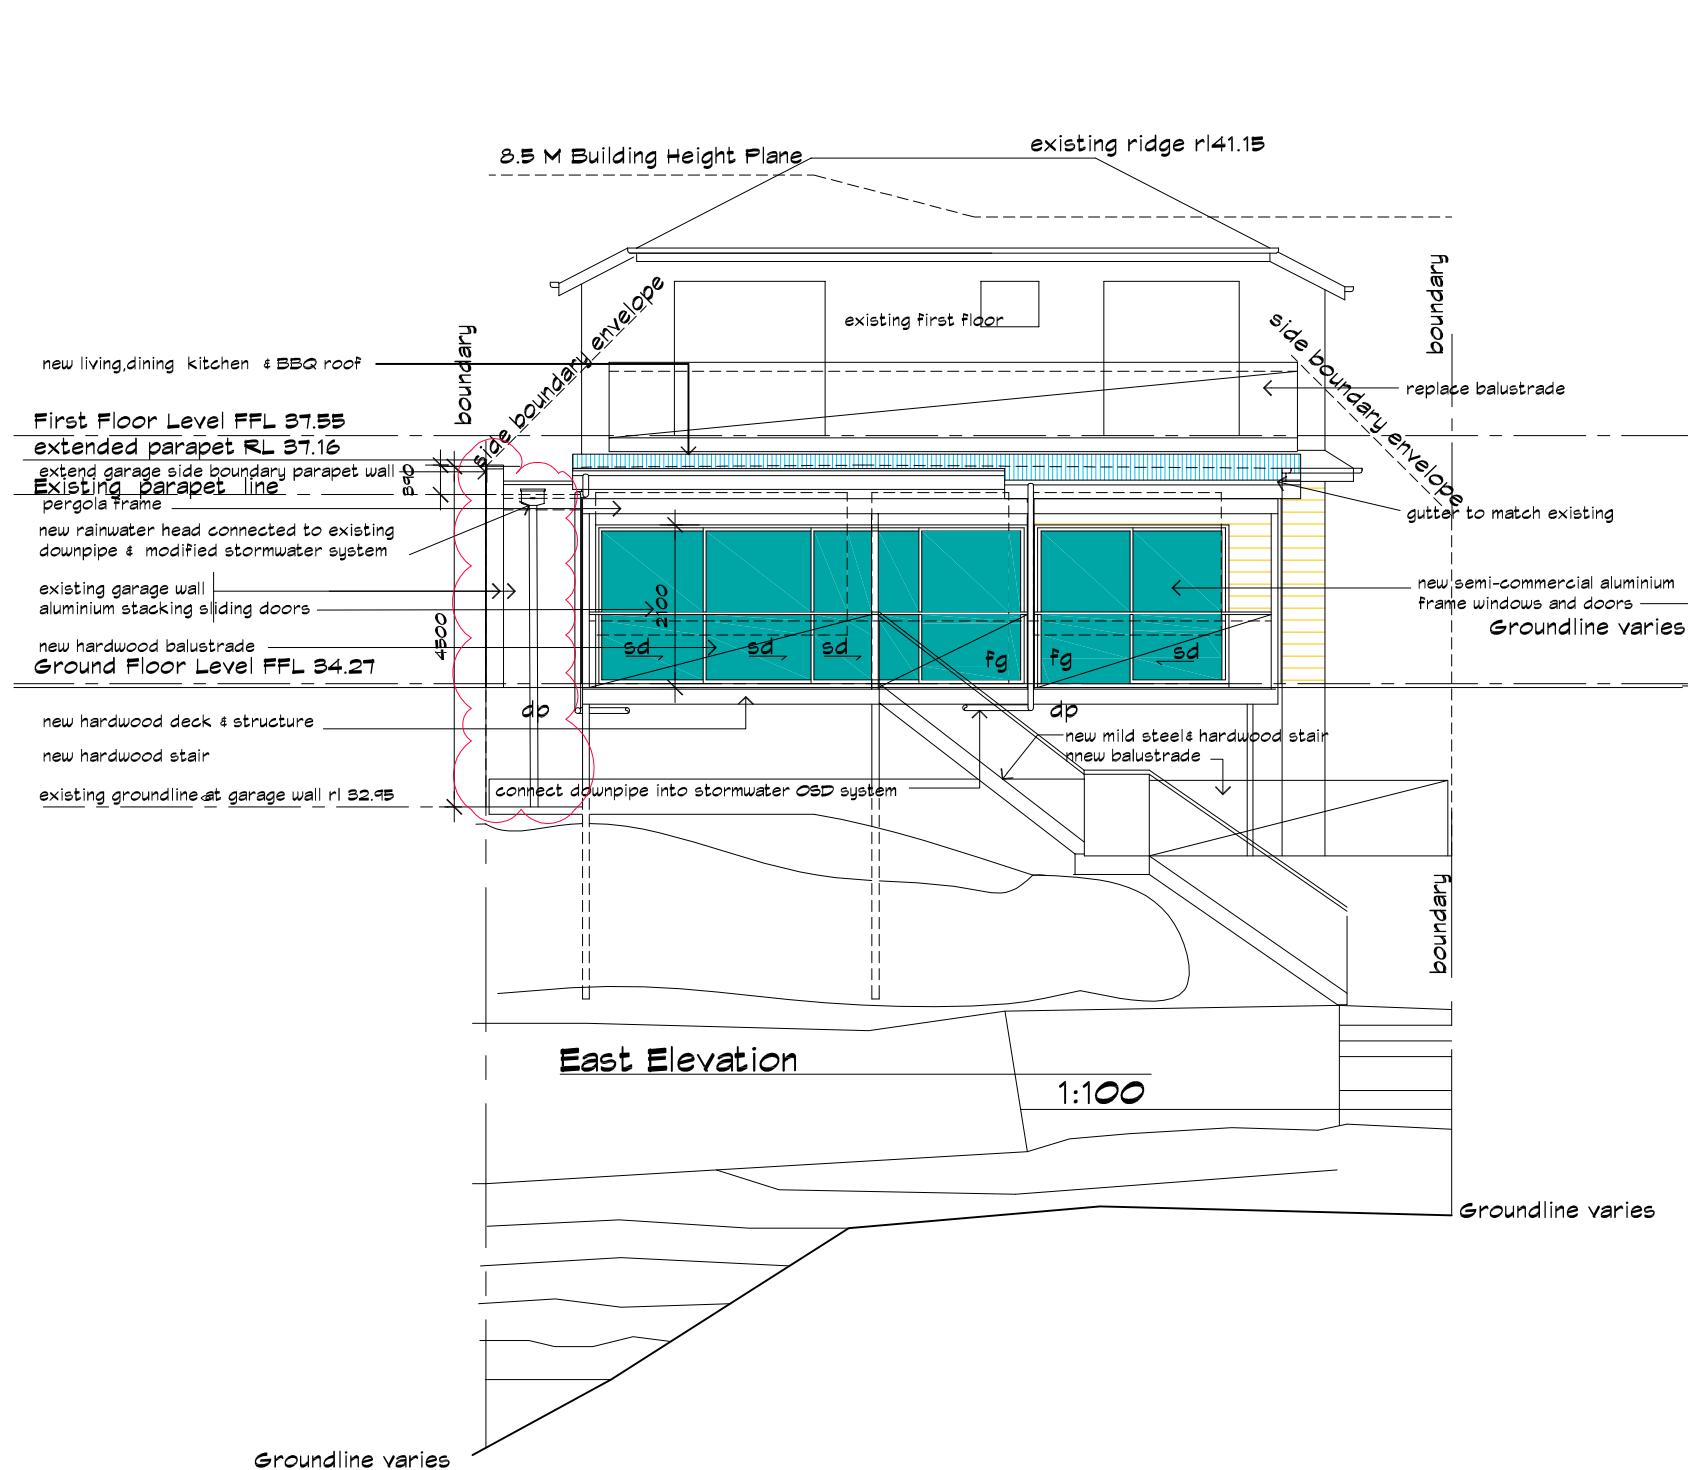 existing ridge rl41.15
8.5 M Building Height Plane
boundary
boundary
side boundary envelope
side boundary envelope
existing first floor
new living,dining kitchen & BBQ roof
replace balustrade
First Floor Level FFL 37.55
extended parapet RL 37.16
extend garage side boundary parapet wall
390
Existing parapet line
pergola frame
gutter to match existing
new rainwater head connected to existing
downpipe & modified stormwater system
existing garage wall
aluminium stacking sliding doors
new semi-commercial aluminium
frame windows and doors
Groundline varies
2100
4500
new hardwood balustrade
sd
sd
sd
fg
fg
sd
Ground Floor Level FFL 34.27
dp
dp
new hardwood deck & structure
new mild steel& hardwood stair
nnew balustrade
new hardwood stair
connect downpipe into stormwater OSD system
existing groundline at garage wall rl 32.95
boundary
East Elevation
1:100
Groundline varies
Groundline varies